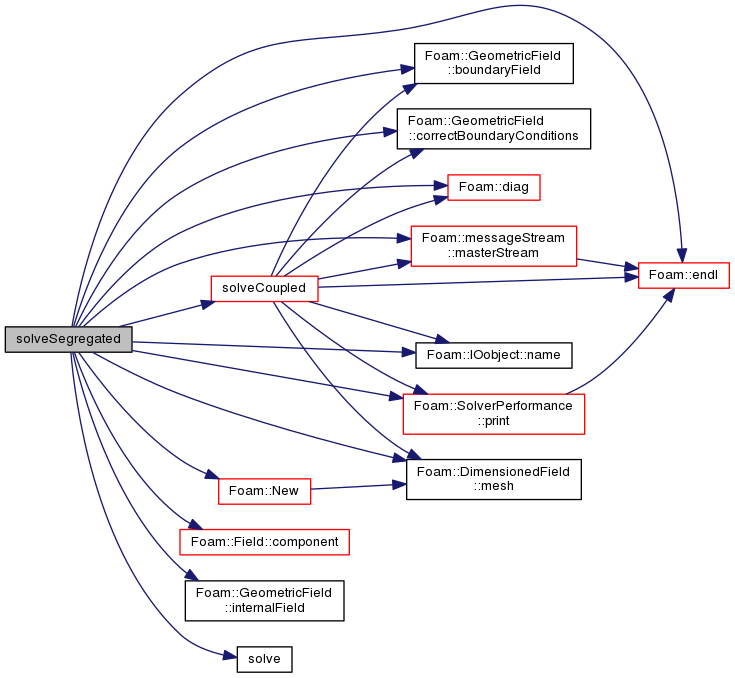 Foam::GeometricField
::boundaryField
Foam::GeometricField
::correctBoundaryConditions
Foam::diag
Foam::messageStream
::masterStream
Foam::endl
solveCoupled
solveSegregated
Foam::IOobject::name
Foam::SolverPerformance
::print
Foam::DimensionedField
::mesh
Foam::New
Foam::Field::component
Foam::GeometricField
::internalField
solve